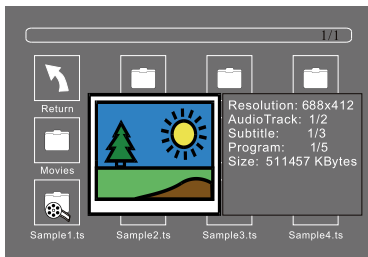 1/1
Return
Resolution: 688x412
AudioTrack: 1/2
Subtitle: 1/3
Program: 1/5
Size: 511457 KBytes
Movies
Sample1.ts
Sample2.ts
Sample3.ts
Sample4.ts